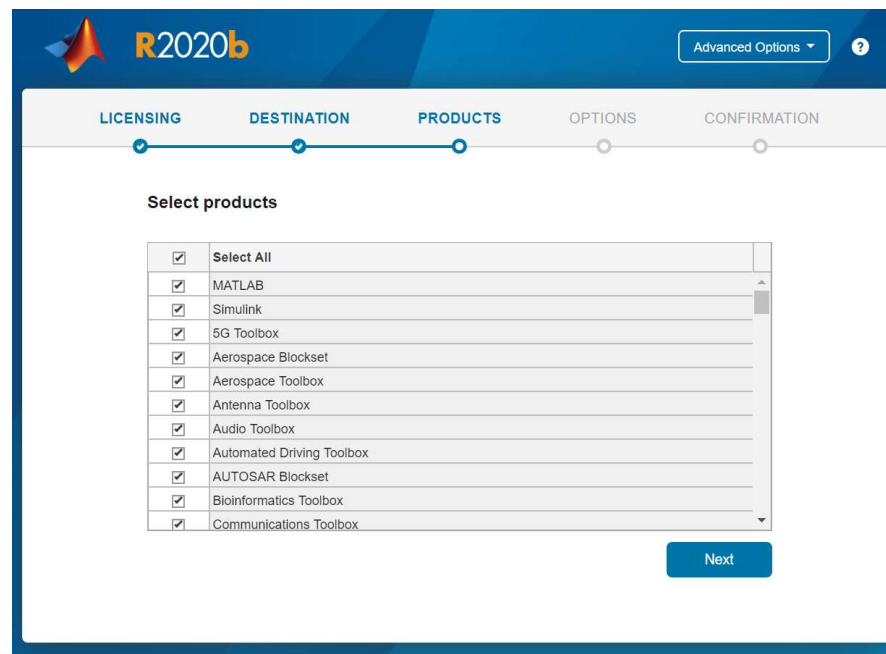 R2020b
Advanced Options
?
LICENSING DESTINATION PRODUCTS OPTIONS CONFIRMATION
Select products
Select All
MATLAB
Simulink
5G Toolbox
Aerospace Blockset
Aerospace Toolbox
Antenna Toolbox
Audio Toolbox
Automated Driving Toolbox
AUTOSAR Blockset
Bioinformatics Toolbox
Communications Toolbox
Next